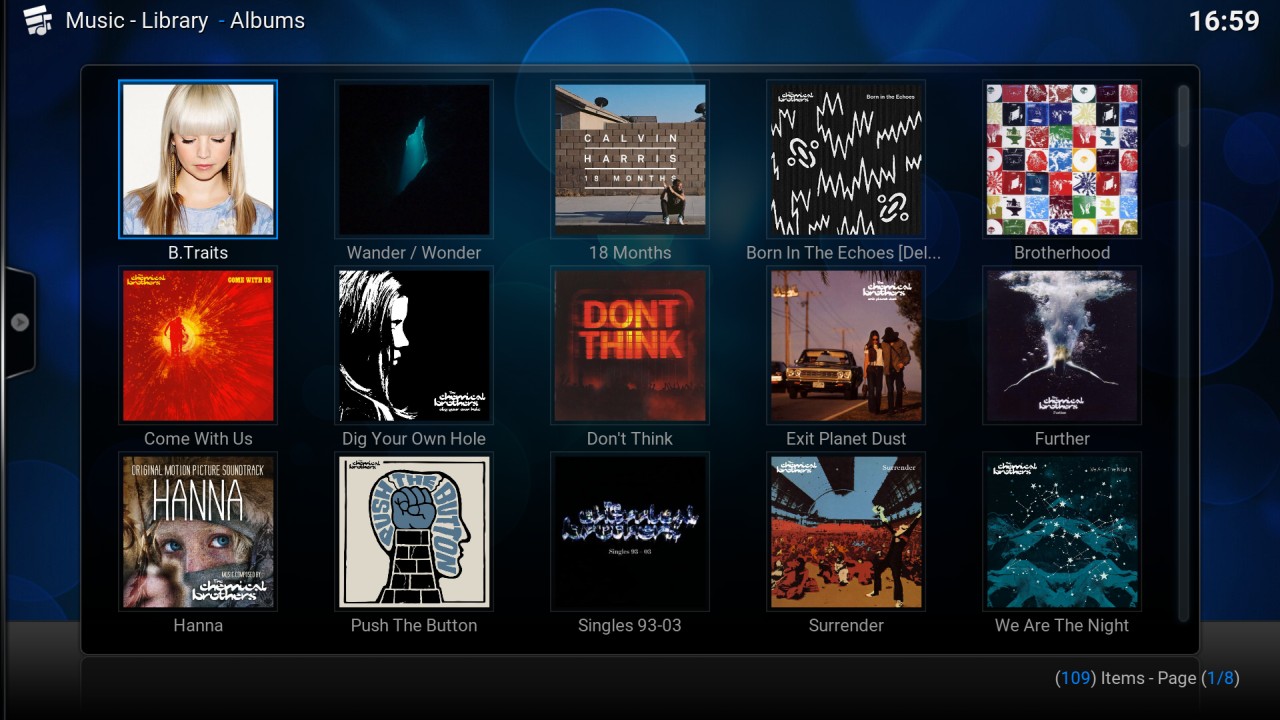 Music - Library - Albums
16:59
CALVIN
HARRIS
18 MONTHS
the
chemical
brothers
Born in the Echoes
B.Traits
Wander / Wonder
18 Months
Born In The Echoes [Del...
Brotherhood
the
chemical
brothers
COME WITH US
the
chemical
brothers
dig your own hole
DONT
THINK
the
chemical
brothers
exit planet dust
the
chemical
brothers
Further
Come With Us
Dig Your Own Hole
Don't Think
Exit Planet Dust
Further
ORIGINAL MOTION PICTURE SOUNDTRACK
HANNA
MUSIC COMPOSED BY
the
chemical
brothers
the
chemical
brothers
PUSH THE BUTTON
the
chemical
brothers
Singles 93 - 03
the
chemical
brothers
Surrender
the
chemical
brothers
We Are The Night
Hanna
Push The Button
Singles 93-03
Surrender
We Are The Night
(109) Items - Page (1/8)